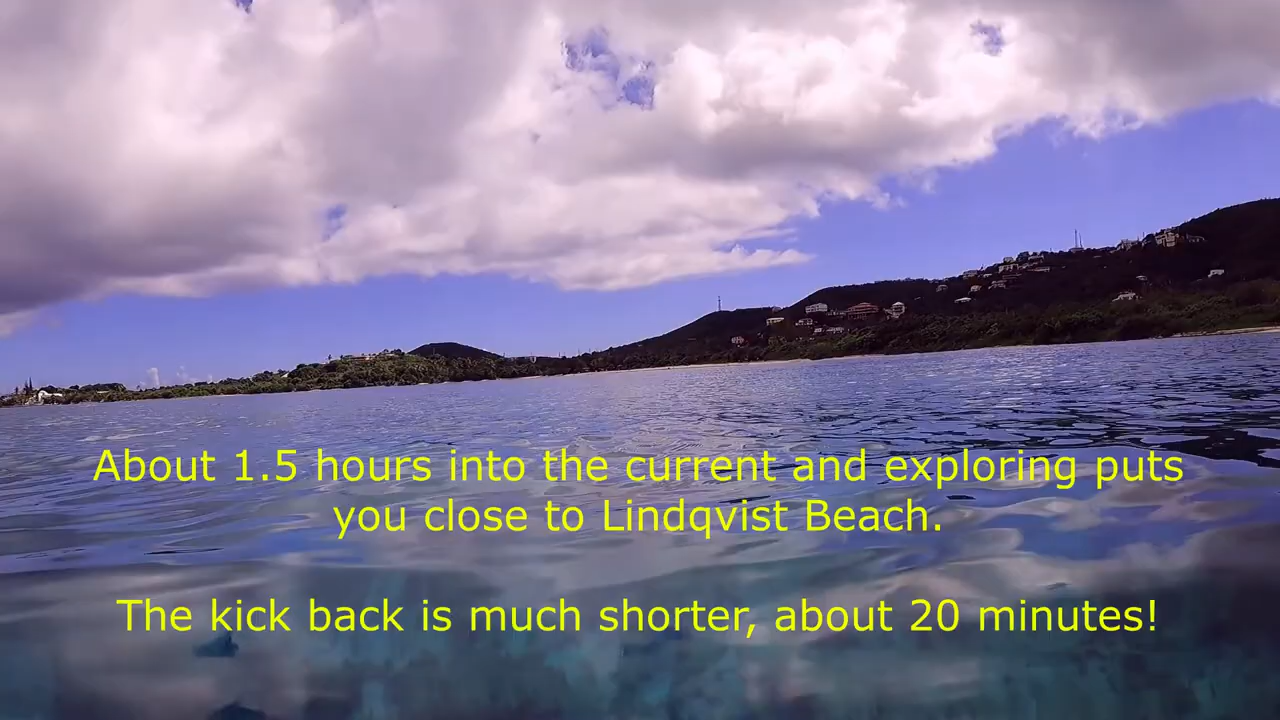 About 1.5 hours into the current and exploring puts
you close to Lindqvist Beach.
The kick back is much shorter, about 20 minutes!